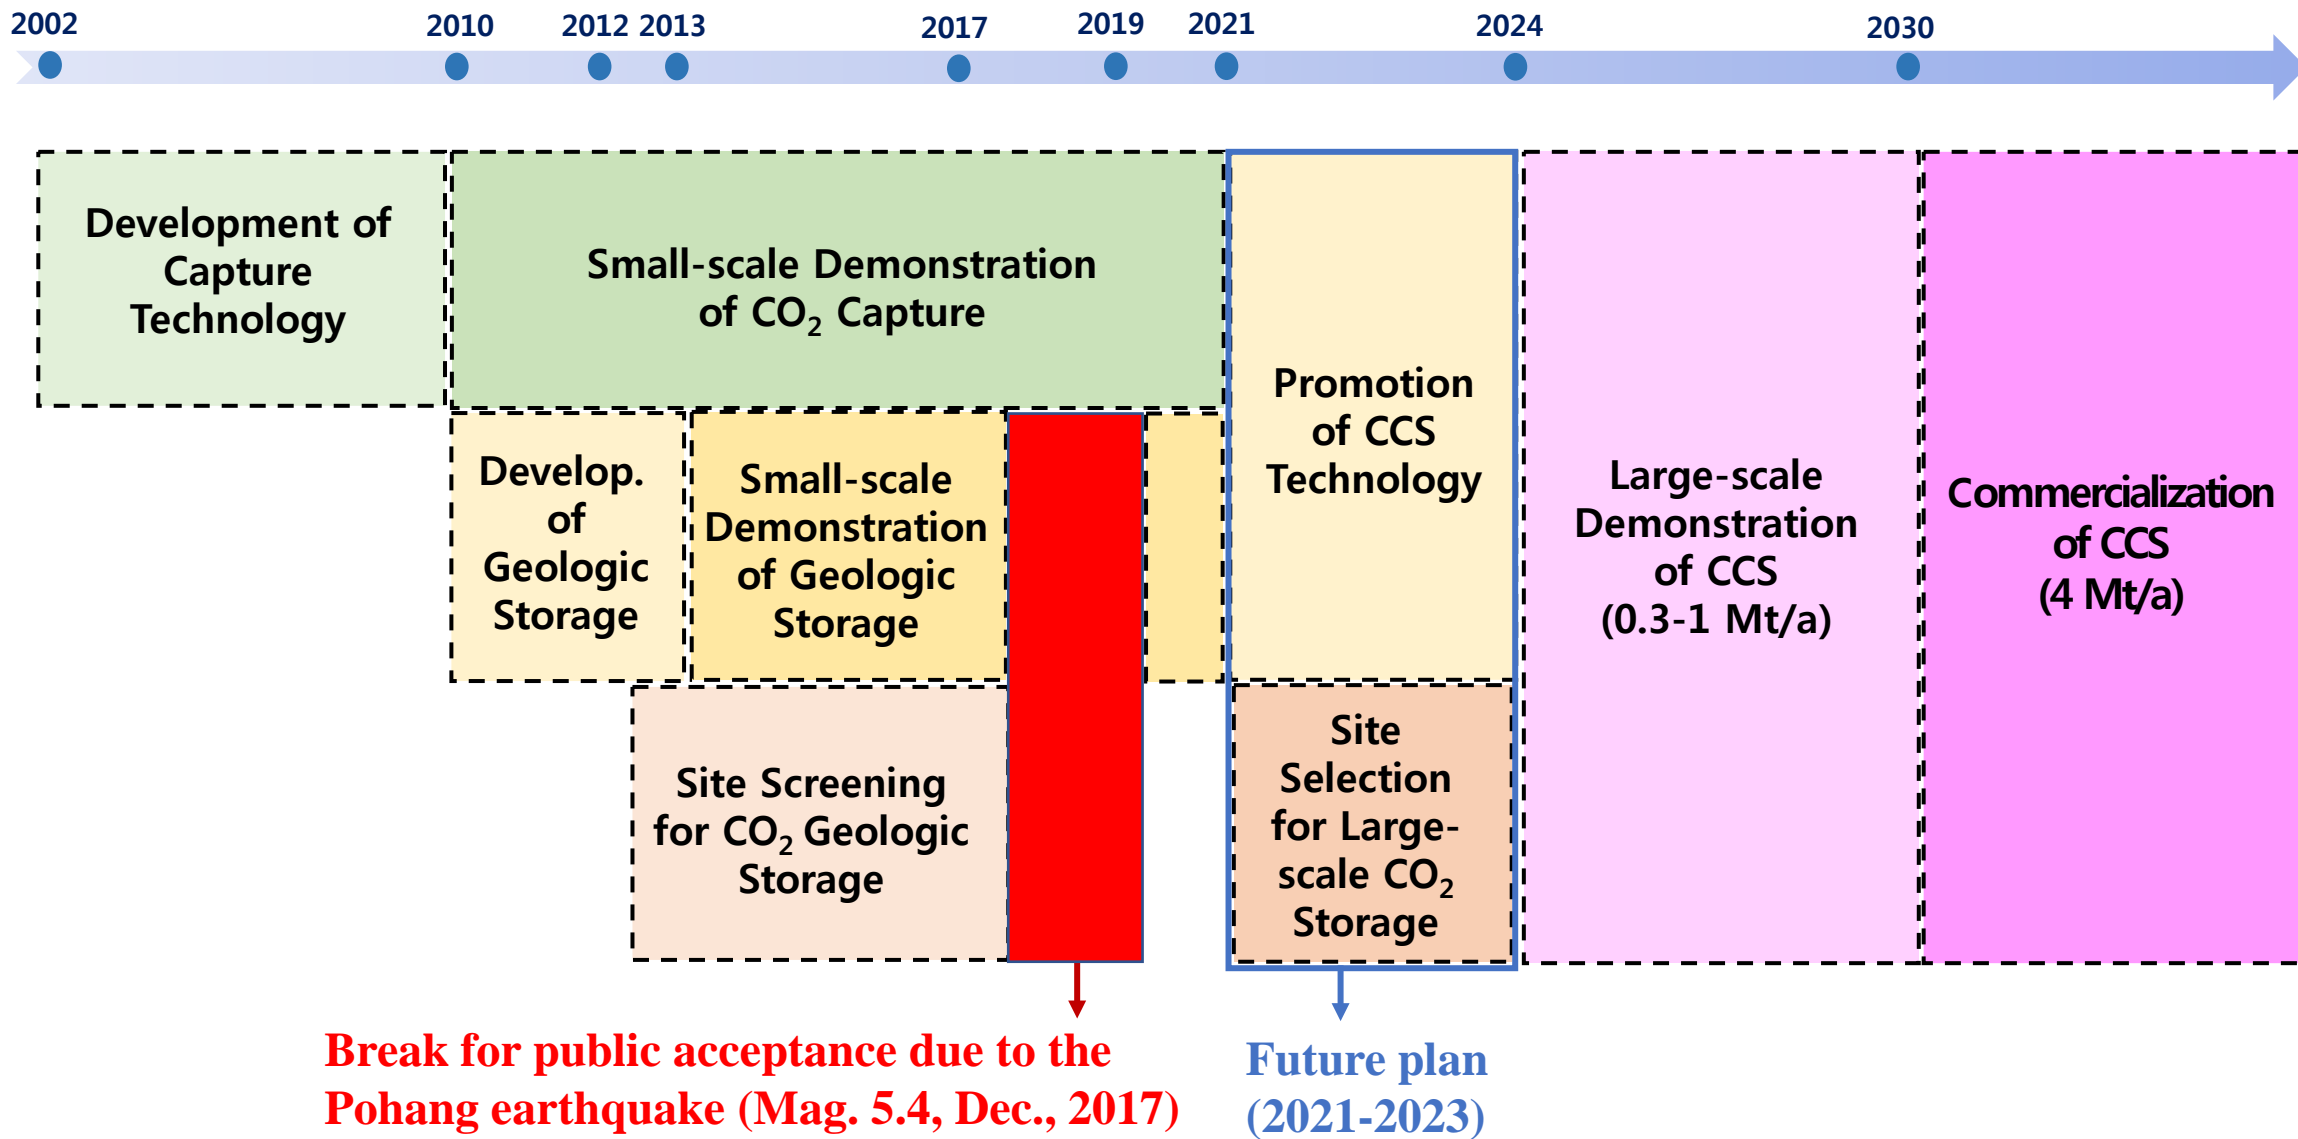 2002
2010
2012
2013
2017
2019
2021
2024
2030
Development of
Capture
Technology
Small-scale Demonstration
of CO₂ Capture
Develop.
of
Geologic
Storage
Small-scale
Demonstration
of Geologic
Storage
Site Screening
for CO₂ Geologic
Storage
Promotion
of CCS
Technology
Site
Selection
for Large-
scale CO₂
Storage
Large-scale
Demonstration
of CCS
(0.3-1 Mt/a)
Commercialization
of CCS
(4 Mt/a)
Break for public acceptance due to the
Pohang earthquake (Mag. 5.4, Dec., 2017)
Future plan
(2021-2023)